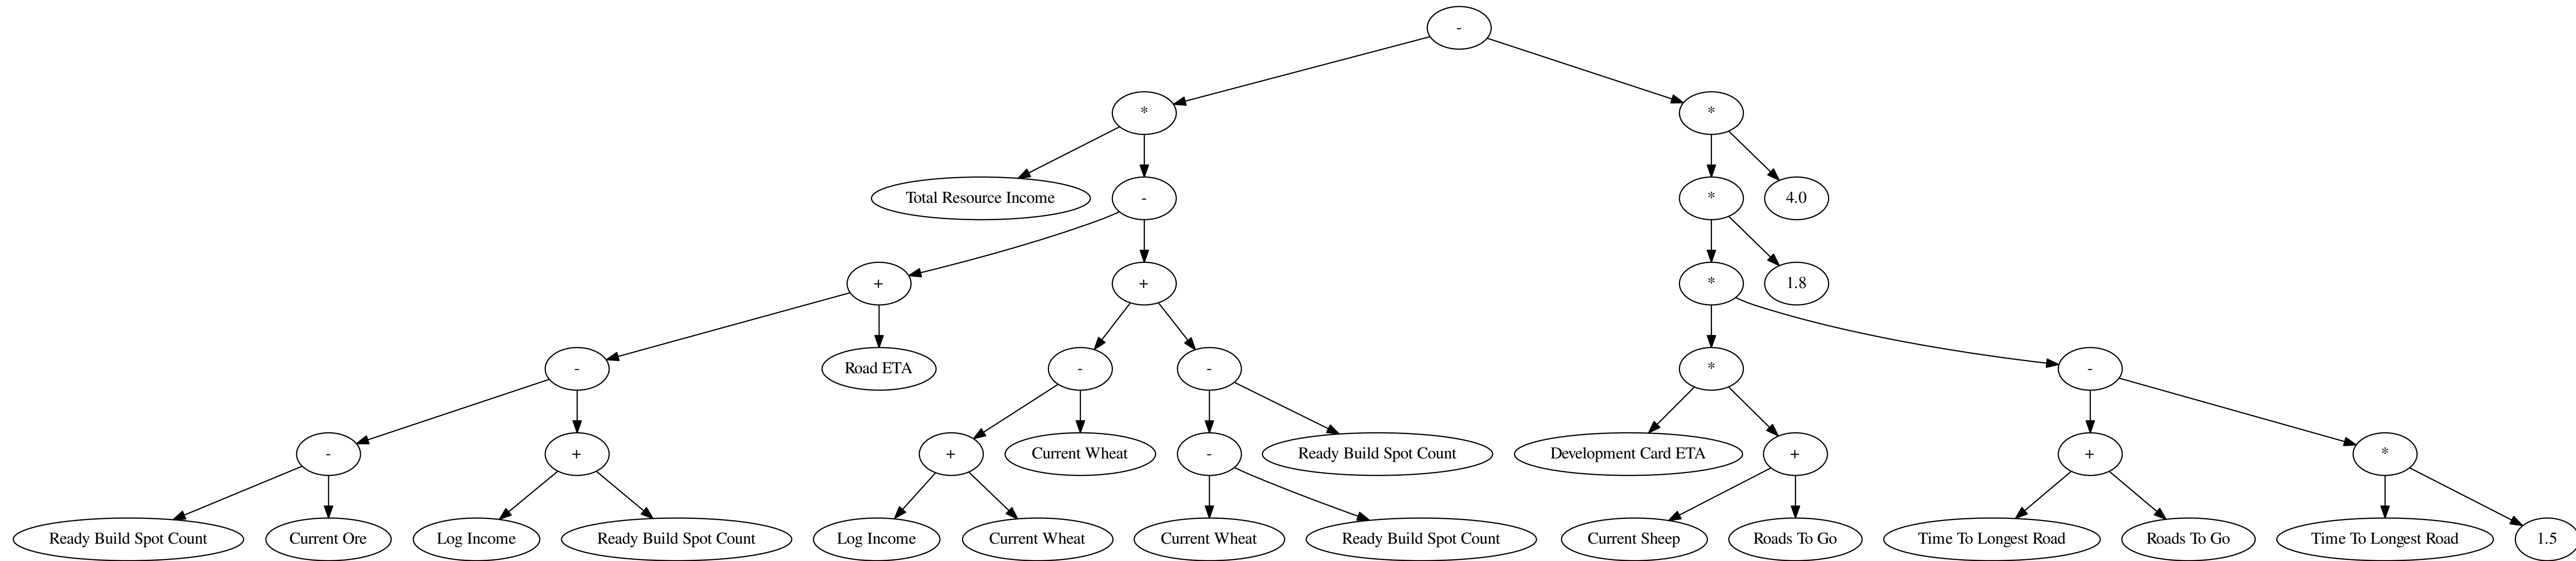 -
*
*
Total Resource Income
-
*
4.0
+
+
*
1.8
-
Road ETA
-
-
*
-
-
+
+
Current Wheat
-
Ready Build Spot Count
Development Card ETA
+
+
*
Ready Build Spot Count
Current Ore
Log Income
Ready Build Spot Count
Log Income
Current Wheat
Current Wheat
Ready Build Spot Count
Current Sheep
Roads To Go
Time To Longest Road
Roads To Go
Time To Longest Road
1.5